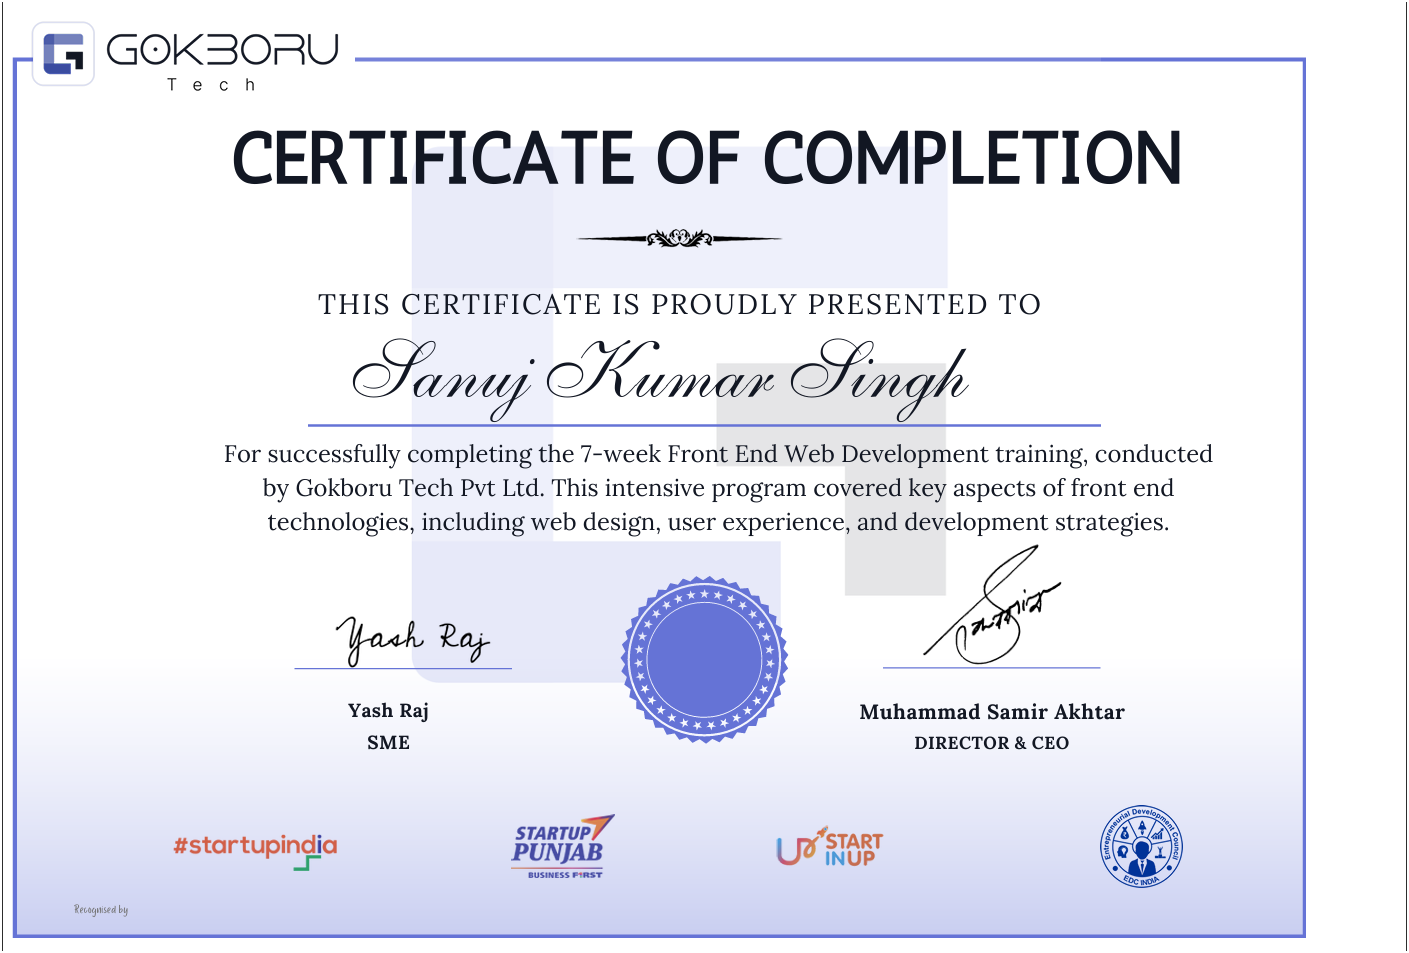 GOKBORU
Tech
CERTIFICATE OF COMPLETION
THIS CERTIFICATE IS PROUDLY PRESENTED TO
Sanuj Kumar Singh
For successfully completing the 7-week Front End Web Development training, conducted
by Gokboru Tech Pvt Ltd. This intensive program covered key aspects of front end
technologies, including web design, user experience, and development strategies.
Yash Raj
Yash Raj
SME
Muhammad Samir Akhtar
DIRECTOR & CEO
#startupindia
STARTUP
PUNJAB
BUSINESS F1RST
UP START
INUP
Entrepreneurial Development Council
EDC INDIA
Recognised by